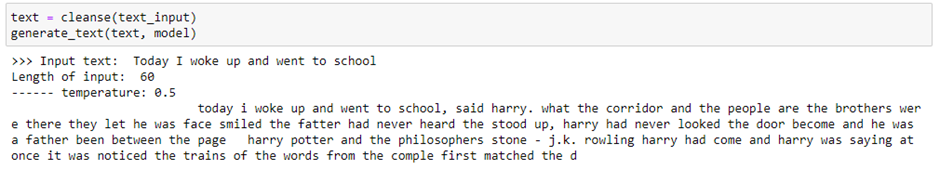 text = cleanse(text_input)
generate_text(text, model)
>>> Input text:  Today I woke up and went to school
Length of input:  60
------ temperature: 0.5
                          today i woke up and went to school, said harry. what the corridor and the people are the brothers wer
e there they let he was face smiled the fatter had never heard the stood up, harry had never looked the door become and he was
a father been between the page   harry potter and the philosophers stone - j.k. rowling harry had come and harry was saying at
once it was noticed the trains of the words from the comple first matched the d